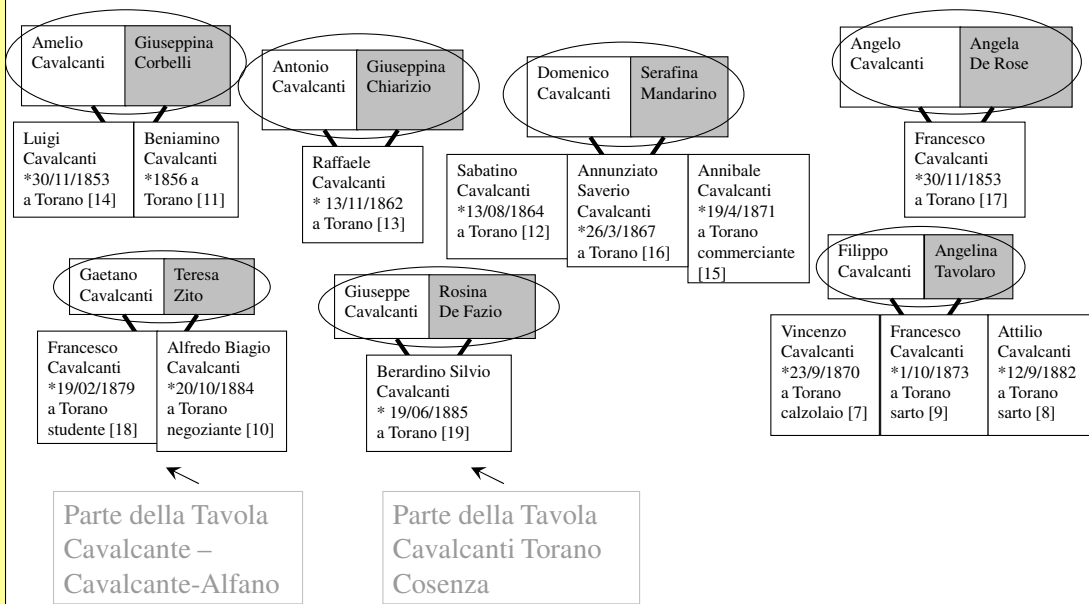 Amelio
Cavalcanti
Giuseppina
Corbelli
Luigi
Cavalcanti
*30/11/1853
a Torano [14]
Beniamino
Cavalcanti
*1856 a
Torano [11]
Antonio
Cavalcanti
Giuseppina
Chiarizio
Raffaele
Cavalcanti
* 13/11/1862
a Torano [13]
Domenico
Cavalcanti
Serafina
Mandarino
Sabatino
Cavalcanti
*13/08/1864
a Torano [12]
Annunziato
Saverio
Cavalcanti
*26/3/1867
a Torano [16]
Annibale
Cavalcanti
*19/4/1871
a Torano
commerciante
[15]
Angelo
Cavalcanti
Angela
De Rose
Francesco
Cavalcanti
*30/11/1853
a Torano [17]
Gaetano
Cavalcanti
Teresa
Zito
Francesco
Cavalcanti
*19/02/1879
a Torano
studente [18]
Alfredo Biagio
Cavalcanti
*20/10/1884
a Torano
negoziante [10]
Giuseppe
Cavalcanti
Rosina
De Fazio
Berardino Silvio
Cavalcanti
* 19/06/1885
a Torano [19]
Filippo
Cavalcanti
Angelina
Tavolaro
Vincenzo
Cavalcanti
*23/9/1870
a Torano
calzolaio [7]
Francesco
Cavalcanti
*1/10/1873
a Torano
sarto [9]
Attilio
Cavalcanti
*12/9/1882
a Torano
sarto [8]
Parte della Tavola
Cavalcante –
Cavalcante-Alfano
Parte della Tavola
Cavalcanti Torano
Cosenza